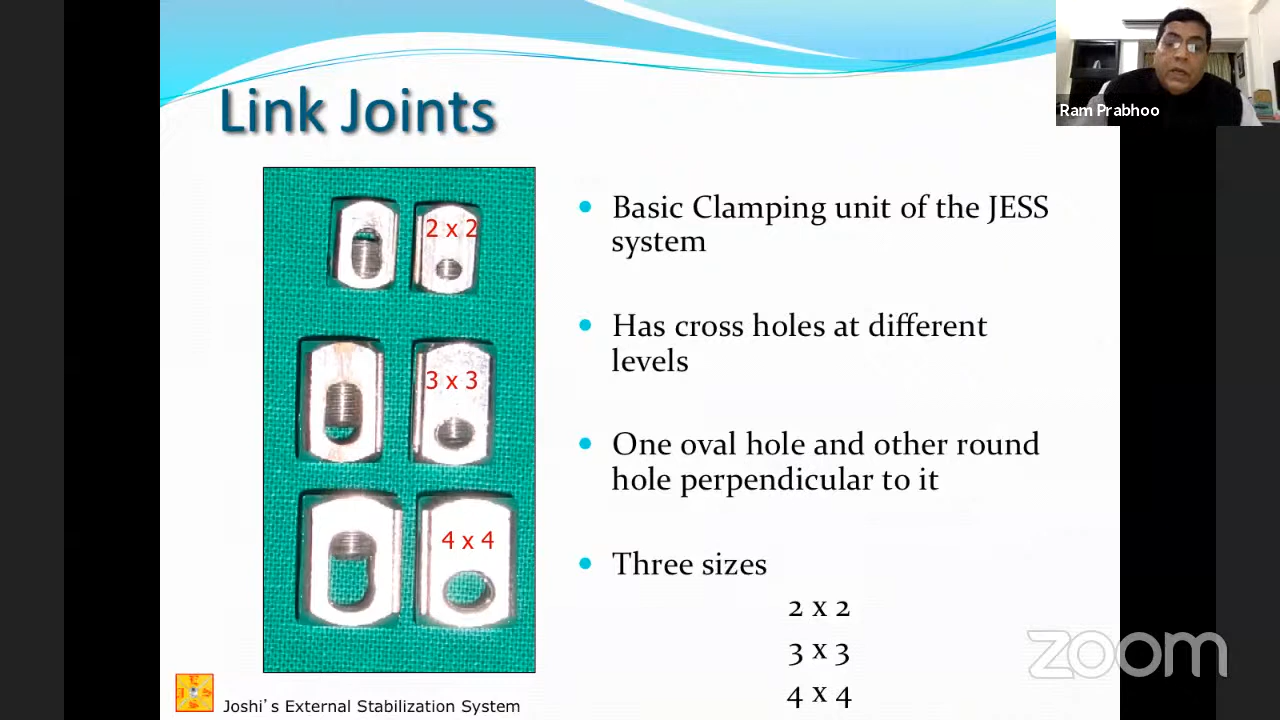 Ram Prabhoo
Link Joints
2 x 2
3 x 3
4 x 4
Basic Clamping unit of the JESS
system
Has cross holes at different
levels
One oval hole and other round
hole perpendicular to it
Three sizes
2 x 2
3 x 3
4 x 4
Joshi's External Stabilization System
zoom